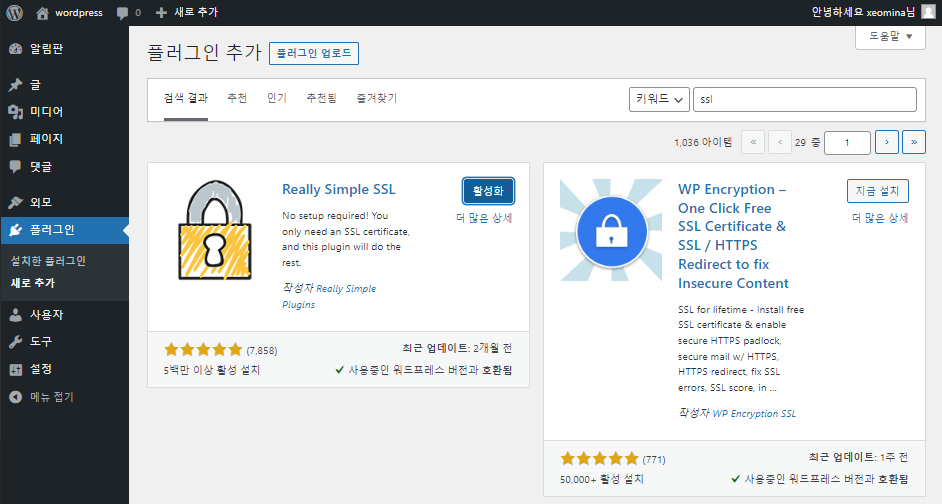 wordpress 0 새로 추가 안녕하세요 xeomina님
알림판
글
미디어
페이지
댓글
외모
플러그인
설치한 플러그인
새로 추가
사용자
도구
설정
메뉴 접기
도움말
플러그인 추가 플러그인 업로드
검색 결과 추천 인기 추천됨 즐겨찾기 키워드 ssl
1,036 아이템 « ‹ 29 중 1 › »
Really Simple SSL
활성화
더 많은 상세
No setup required! You
only need an SSL certificate,
and this plugin will do the
rest.
작성자 Really Simple
Plugins
(7,858)
5백만 이상 활성 설치
최근 업데이트: 2개월 전
사용중인 워드프레스 버전과 호환됨
WP Encryption –
One Click Free
SSL Certificate &
SSL / HTTPS
Redirect to fix
Insecure Content
지금 설치
더 많은 상세
SSL for lifetime - Install free
SSL certificate & enable
secure HTTPS padlock,
secure mail w/ HTTPS,
HTTPS redirect, fix SSL
errors, SSL score, in ...
작성자 WP Encryption SSL
(771)
50,000+ 활성 설치
최근 업데이트: 1주 전
사용중인 워드프레스 버전과 호환됨